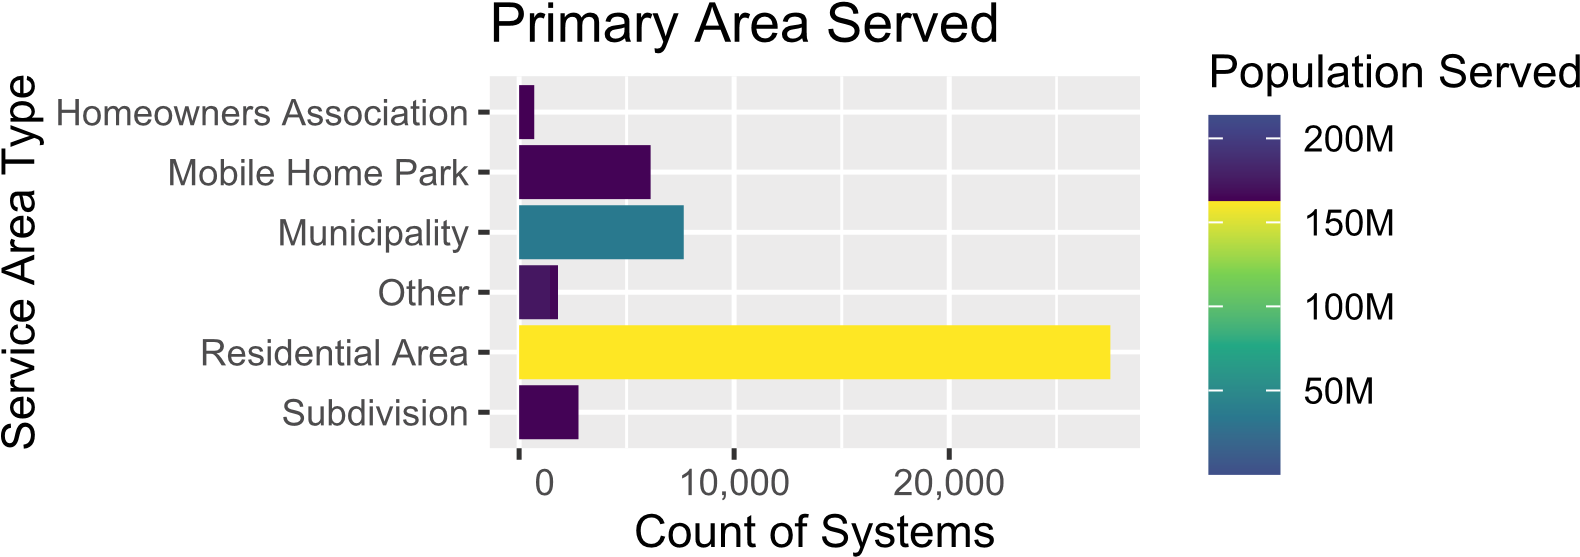 Primary Area Served
Service Area Type
Homeowners Association
Mobile Home Park
Municipality
Other
Residential Area
Subdivision
0
10,000
20,000
Count of Systems
Population Served
200M
150M
100M
50M